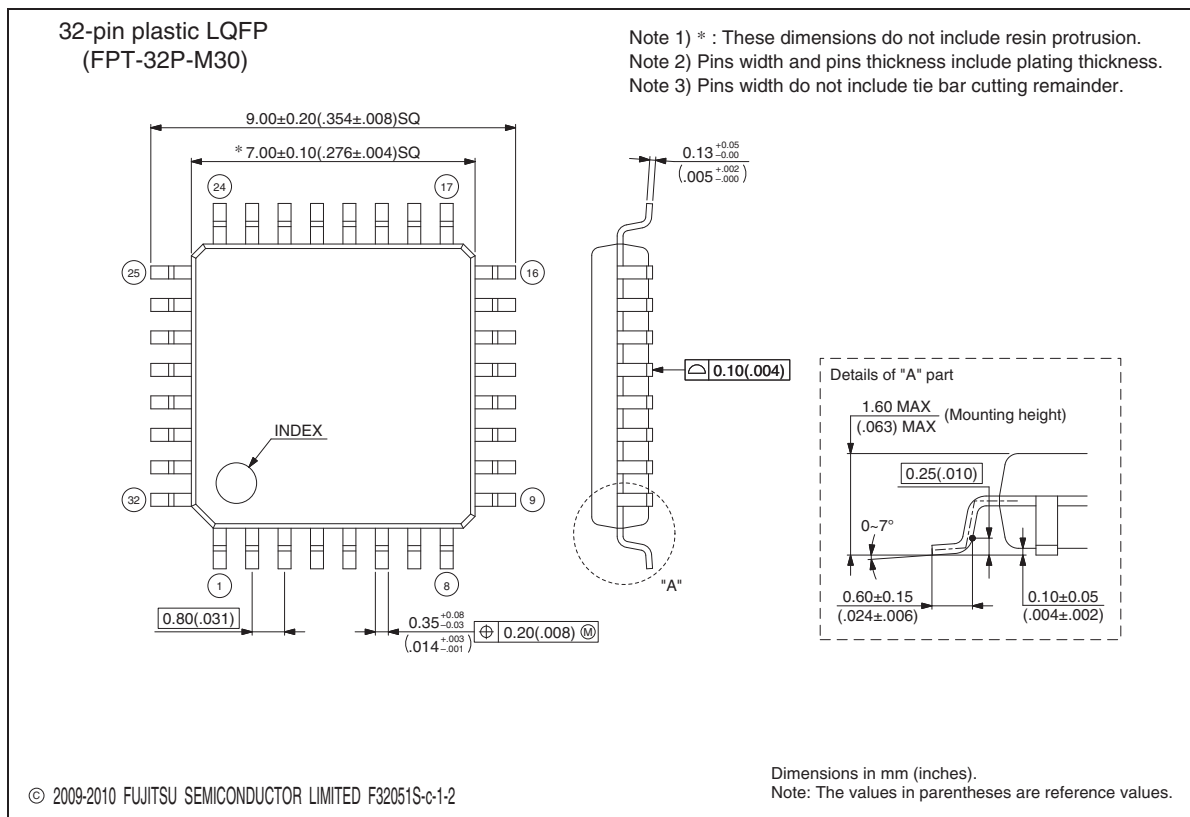 32-pin plastic LQFP
(FPT-32P-M30)
Note 1) * : These dimensions do not include resin protrusion.
Note 2) Pins width and pins thickness include plating thickness.
Note 3) Pins width do not include tie bar cutting remainder.
9.00±0.20(.354±.008)SQ
*7.00±0.10(.276±.004)SQ
0.13 +0.05 -0.00
(.005 +.002 -.000)
24
17
25
16
0.10(.004)
Details of "A" part
1.60 MAX
(.063) MAX
(Mounting height)
0.25(.010)
INDEX
32
9
0~7°
1
8
"A"
0.80(.031)
0.35 +0.08 -0.03
(.014 +.003 -.001)
⌖ 0.20(.008) Ⓜ
0.60±0.15
(.024±.006)
0.10±0.05
(.004±.002)
© 2009-2010 FUJITSU SEMICONDUCTOR LIMITED F32051S-c-1-2
Dimensions in mm (inches).
Note: The values in parentheses are reference values.